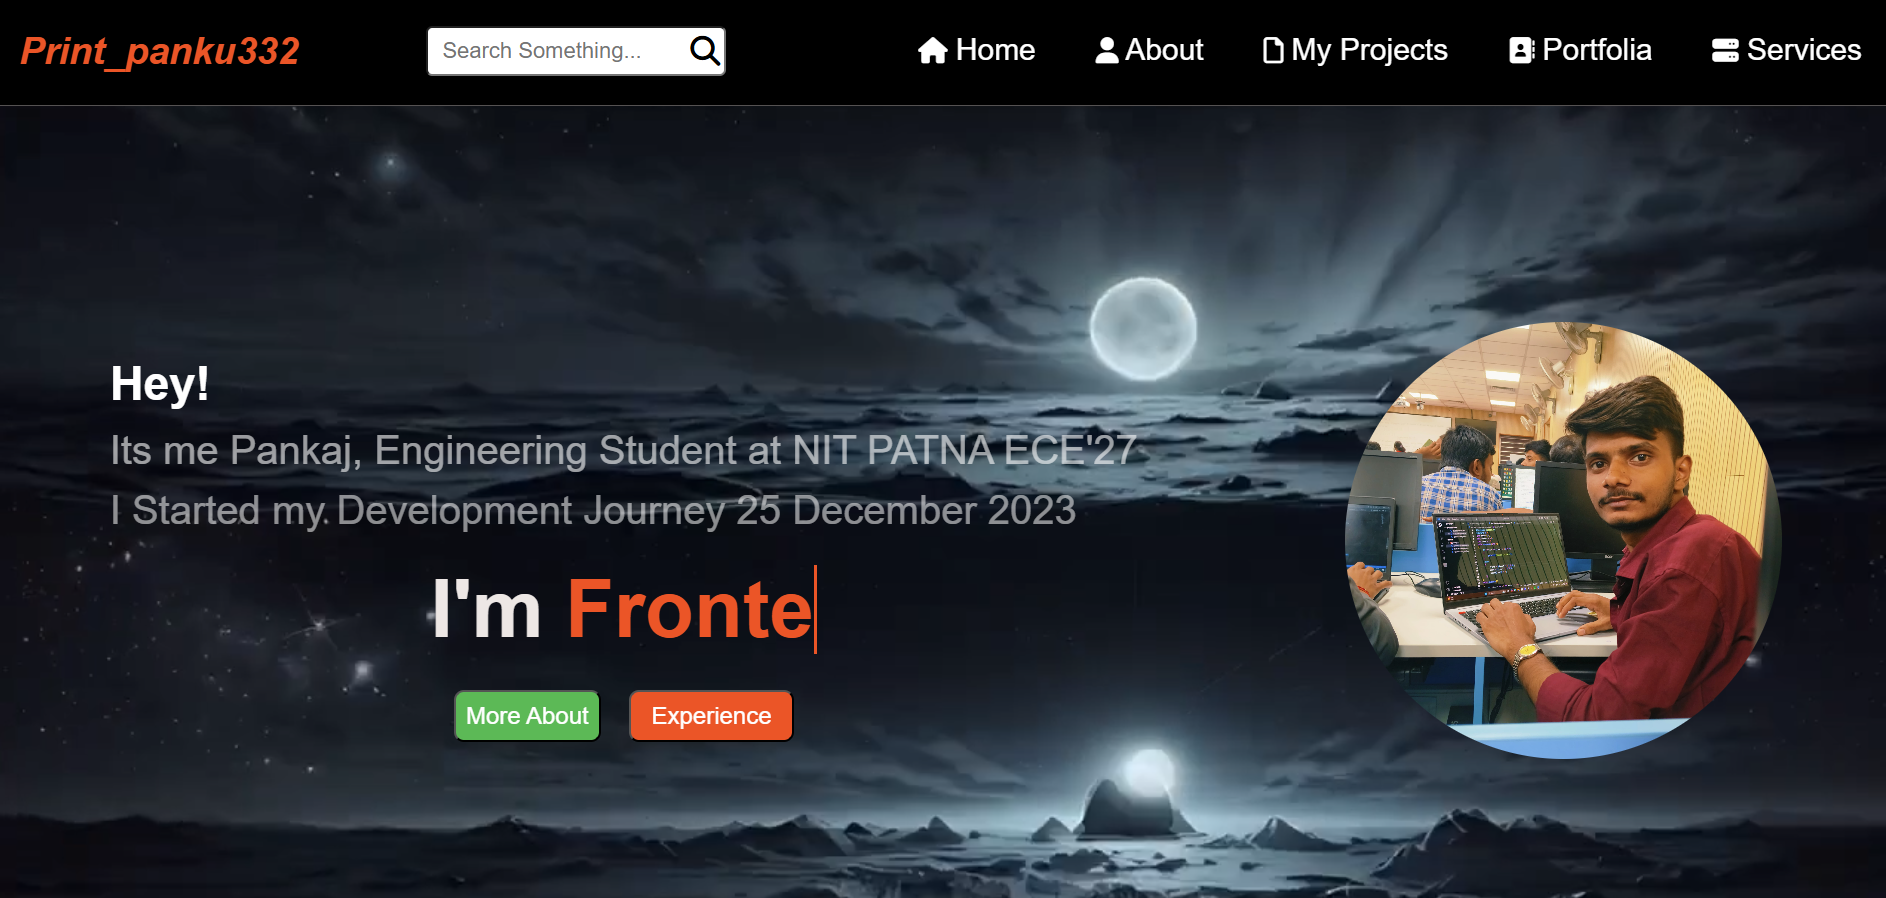 Print_panku332
Search Something...
Home
About
My Projects
Portfolia
Services
Hey!
Its me Pankaj, Engineering Student at NIT PATNA ECE'27
I Started my Development Journey 25 December 2023
I'm Fronte
More About
Experience